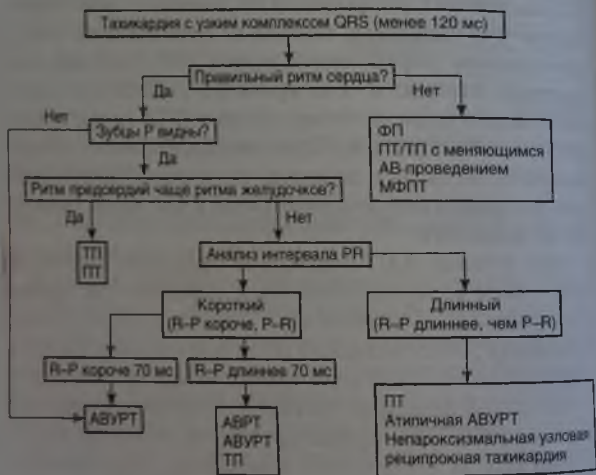 Тахикардия с узким комплексом QRS (менее 120 мс)
Правильный ритм сердца?
Да
Нет
Нет
Зубцы P видны?
ФП
ПТ/ТП с меняющимся
АВ-проведением
МФПТ
Да
Ритм предсердий чаще ритма желудочков?
Да
Нет
ТП
ПТ
Анализ интервала PR
Короткий
(R–P короче, P–R)
Длинный
(R–P длиннее, чем P–R)
R–P короче 70 мс
R–P длиннее 70 мс
АВУРТ
АВРТ
АВУРТ
ТП
ПТ
Атипичная АВУРТ
Непароксизмальная узловая
реципрокная тахикардия